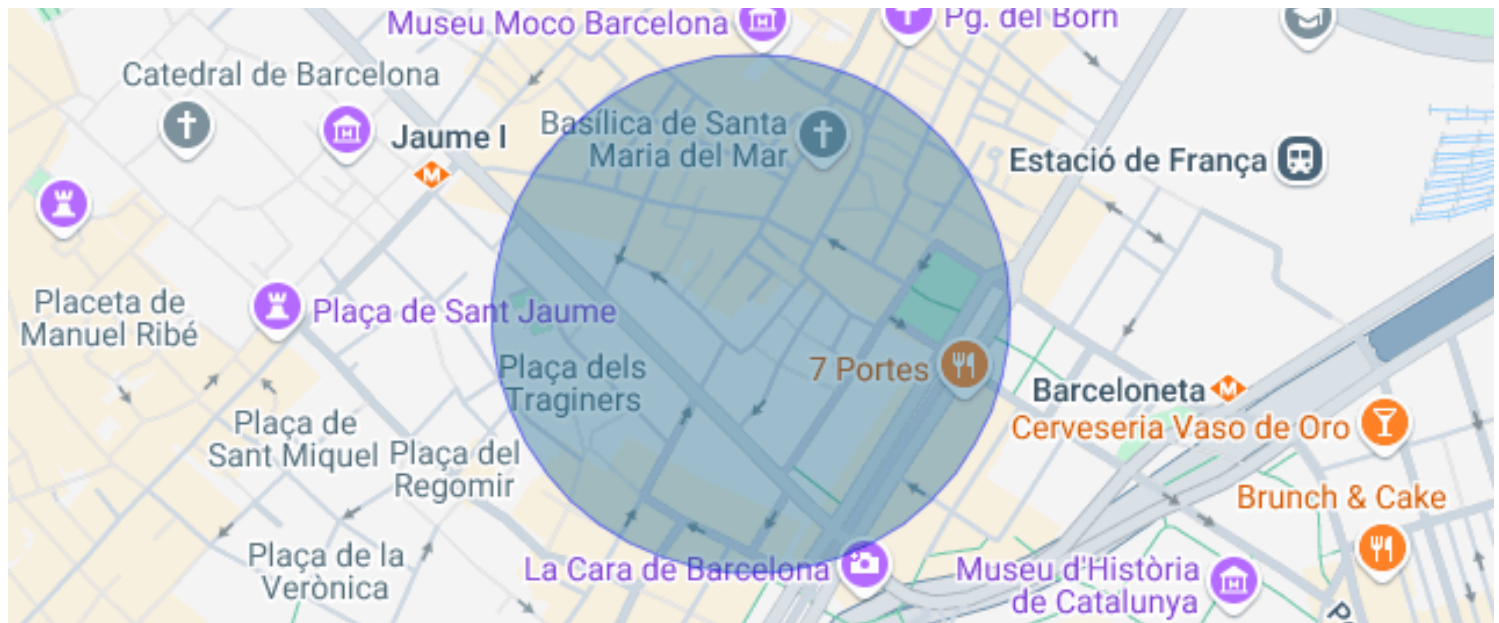 Museu Moco Barcelona
Pg. del Born
Catedral de Barcelona
Jaume I
Basílica de Santa
Maria del Mar
Estació de França
Placeta de
Manuel Ribé
Plaça de Sant Jaume
Plaça dels
Traginers
7 Portes
Barceloneta
Cerveseria Vaso de Oro
Plaça de
Sant Miquel
Plaça del
Regomir
Brunch & Cake
Plaça de la
Verònica
La Cara de Barcelona
Museu d'Història
de Catalunya